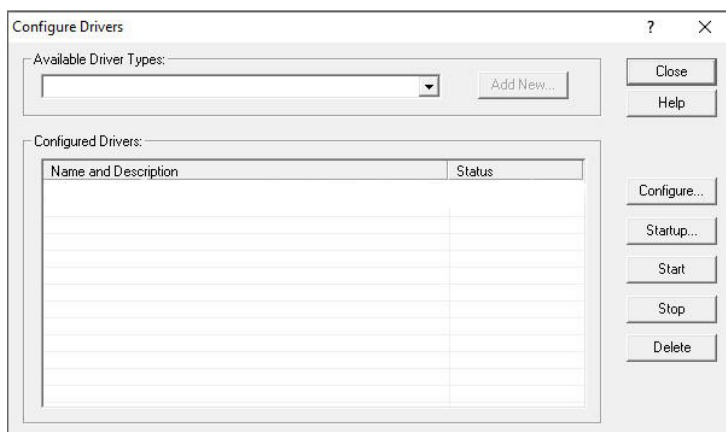 Configure Drivers
?
Available Driver Types:
Add New...
Close
Help
Configured Drivers:
Name and Description
Status
Configure...
Startup...
Start
Stop
Delete